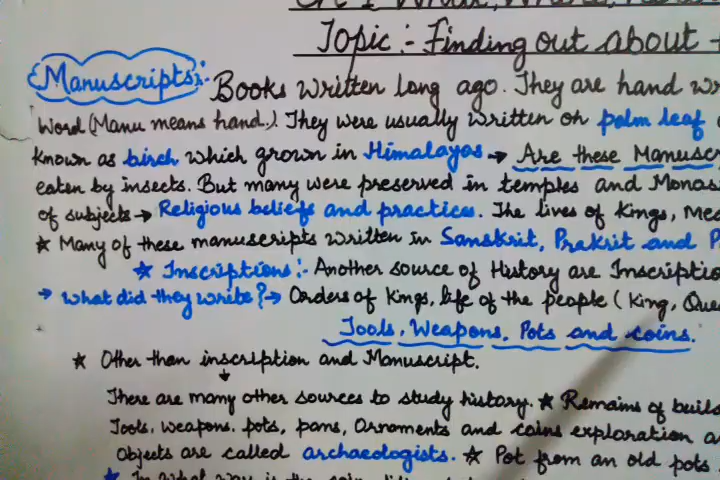 Topic:- Finding out about
Manuscripts:- Books written long ago. They are hand
Word (Manu means hand.) They were usually written on palm leaf
known as birch which grown in Himalayas → Are these
eaten by insects. But many were preserved in temples and
of subjects → Religious beliefs and practices. The lives of Kings,
★ Many of these manuscripts written in Sanskrit, Prakrit and
★ Inscriptions:- Another source of History are
→ What did they write? → Orders of Kings, life of the people (King,
Tools, Weapons, Pots and coins.
★ Other than inscription and Manuscript.
There are many other sources to study history. ★ Remains of
Tools, weapons. pots, pans, Ornaments and coins exploration
Objects are called archaeologists. ★ Pot from an old pots